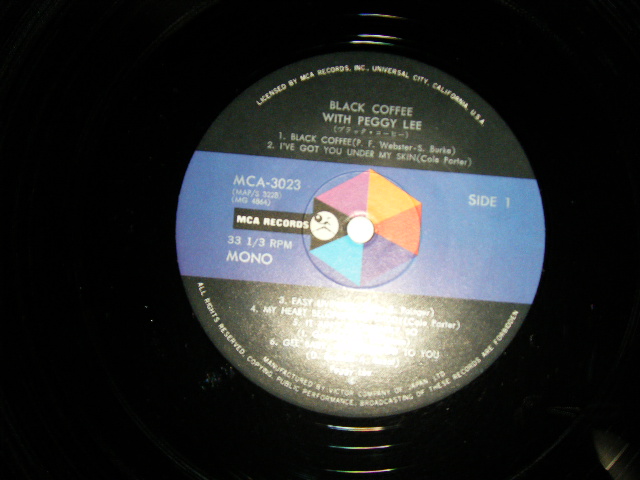 LICENSED BY MCA RECORDS, INC., UNIVERSAL CITY, CALIFORNIA, U.S.A.
BLACK COFFEE
WITH PEGGY LEE
(ブラック・コーヒー)
1. BLACK COFFEE(P. F. Webster-S. Burke)
2. I'VE GOT YOU UNDER MY SKIN(Cole Porter)
MCA-3023
(MG 4864)
SIDE 1
MCA RECORDS
33 1/3 RPM
MONO
3. EASY
4. MY HEART
5. IT (Cole Porter)
6. TO YOU
ALL RIGHTS RESERVED. COPYING, PUBLIC PERFORMANCE, BROADCASTING OF THESE RECORDS ARE FORBIDDEN
MANUFACTURED BY VICTOR COMPANY OF JAPAN LTD